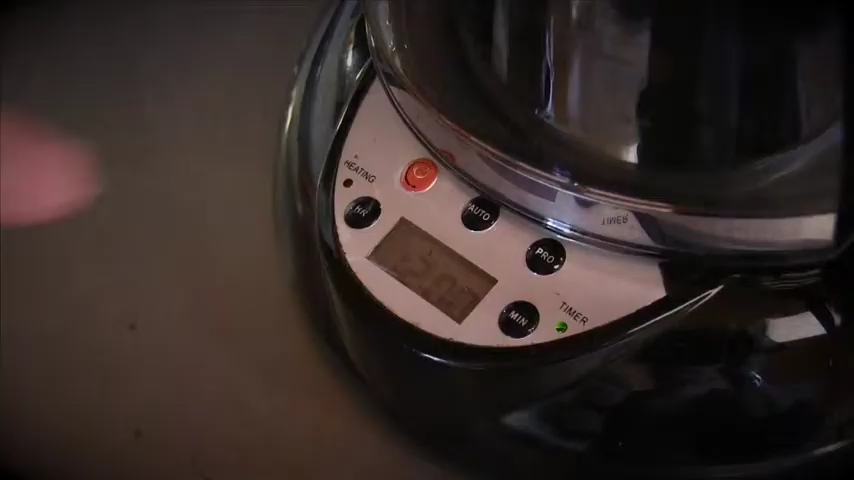 HEATING
HR
AUTO
PRO
MIN
TIMER
TIMER